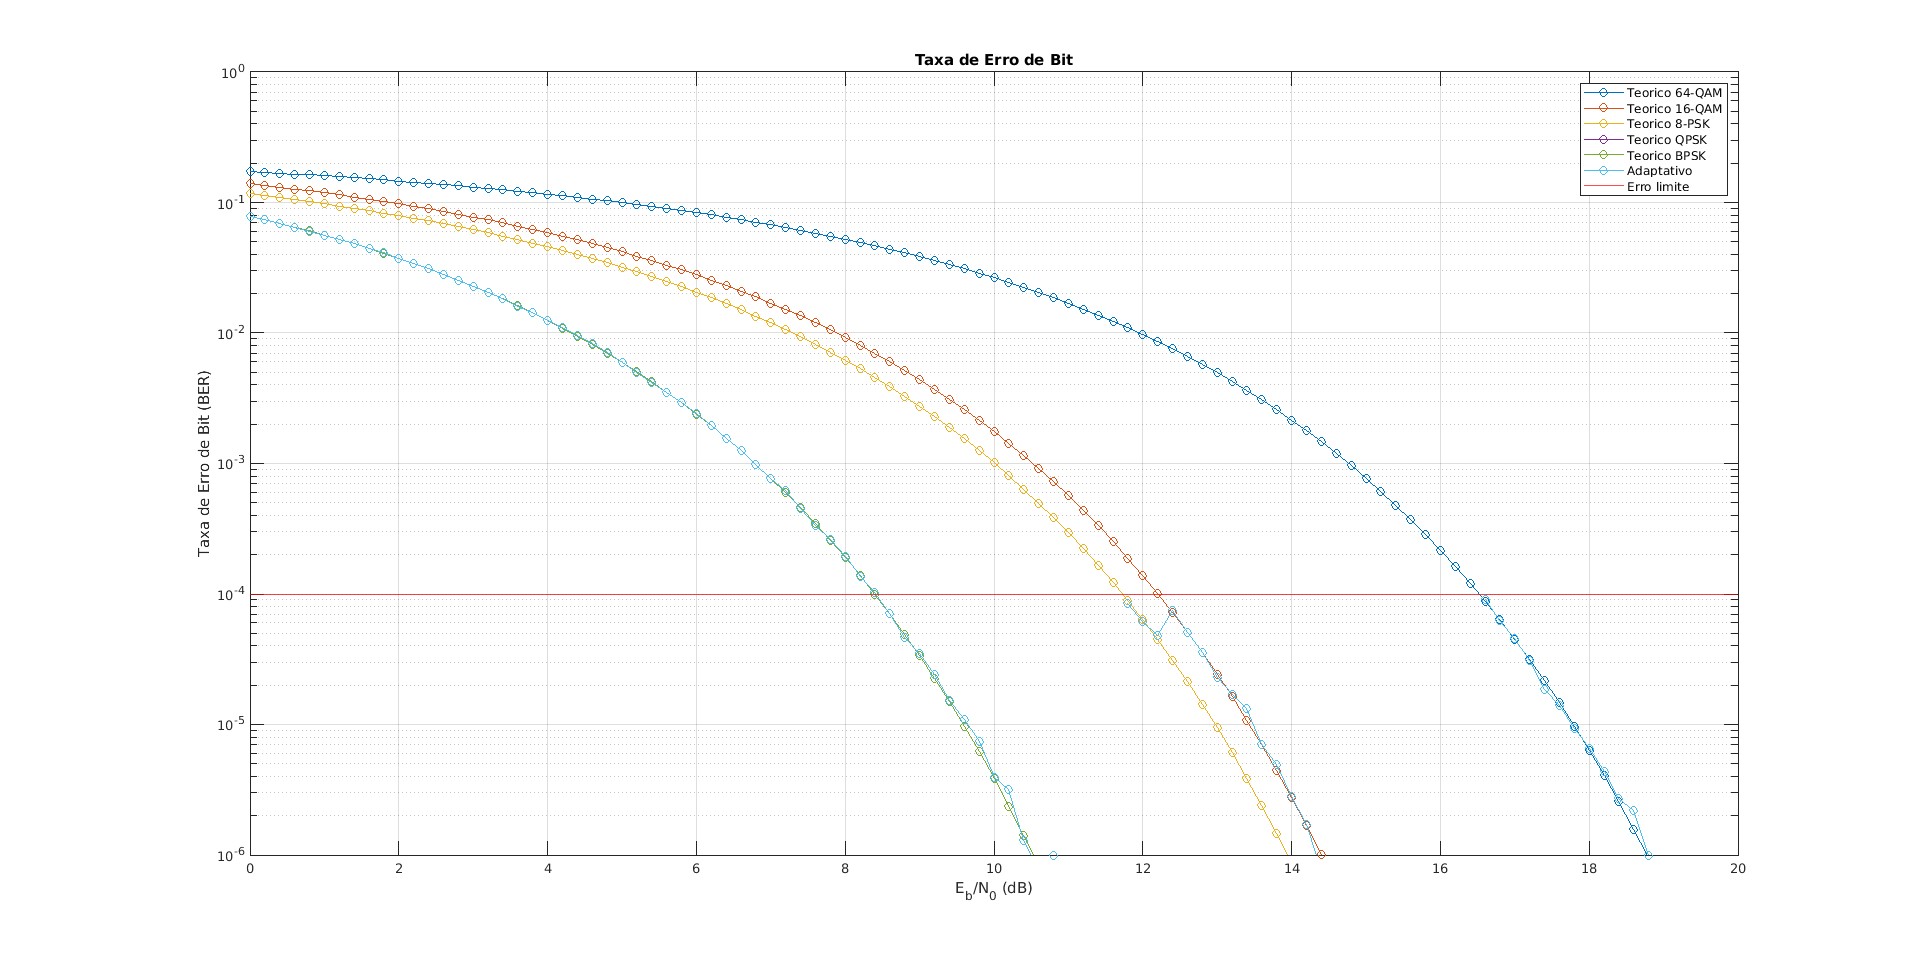 Taxa de Erro de Bit
Teorico 64-QAM
Teorico 16-QAM
Teorico 8-PSK
Teorico QPSK
Teorico BPSK
Adaptativo
Erro limite
Taxa de Erro de Bit (BER)
10^0
10^-1
10^-2
10^-3
10^-4
10^-5
10^-6
0 2 4 6 8 10 12 14 16 18 20
E_b/N_0 (dB)